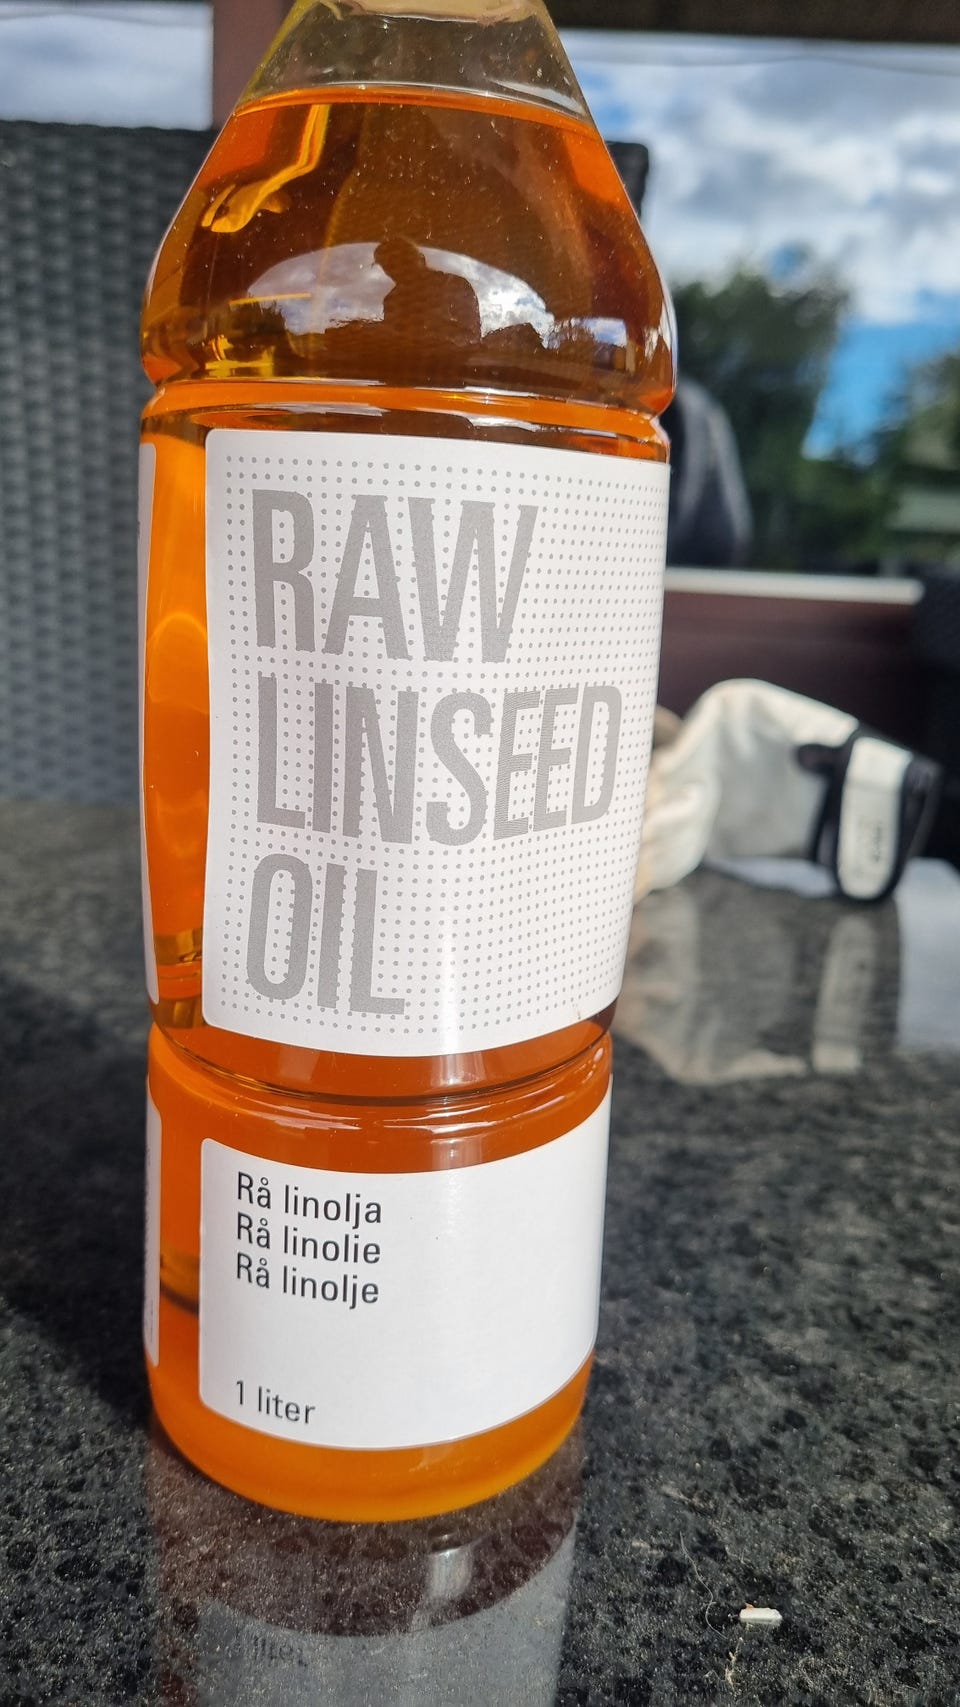 RAW
LINSEED
OIL
Rå linolja
Rå linolie
Rå linolje
1 liter